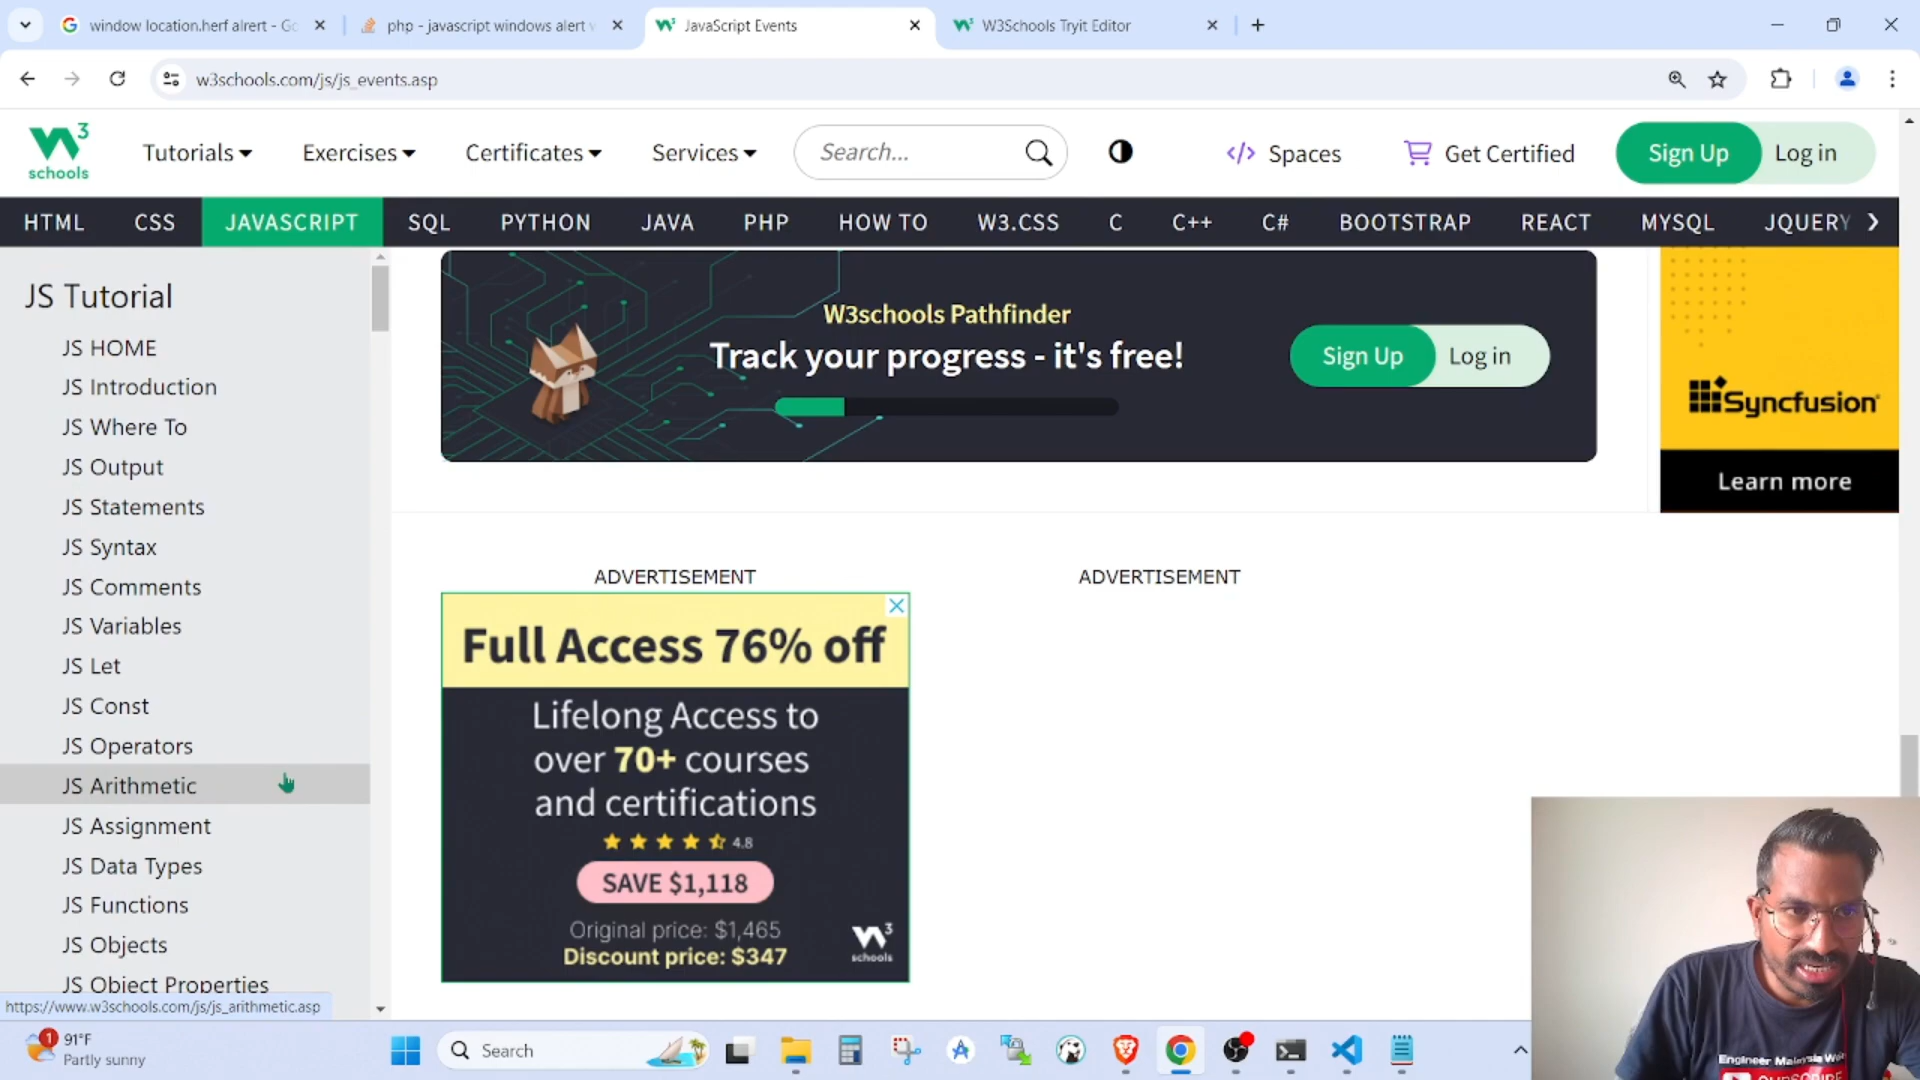 window location.herf alrert - Go
php - javascript windows alert
JavaScript Events
W3Schools Tryit Editor
w3schools.com/js/js_events.asp
W3 schools
Tutorials
Exercises
Certificates
Services
Search...
Spaces
Get Certified
Sign Up
Log in
HTML
CSS
JAVASCRIPT
SQL
PYTHON
JAVA
PHP
HOW TO
W3.CSS
C
C++
C#
BOOTSTRAP
REACT
MYSQL
JQUERY
JS Tutorial
JS HOME
JS Introduction
JS Where To
JS Output
JS Statements
JS Syntax
JS Comments
JS Variables
JS Let
JS Const
JS Operators
JS Arithmetic
JS Assignment
JS Data Types
JS Functions
JS Objects
JS Object Properties
https://www.w3schools.com/js/js_arithmetic.asp
W3schools Pathfinder
Track your progress - it's free!
Sign Up
Log in
Syncfusion
Learn more
ADVERTISEMENT
ADVERTISEMENT
Full Access 76% off
Lifelong Access to
over 70+ courses
and certifications
4.8
SAVE $1,118
Original price: $1,465
Discount price: $347
W3 schools
Engineer Malaysia
SUBSCRIBE
1
91°F
Partly sunny
Search